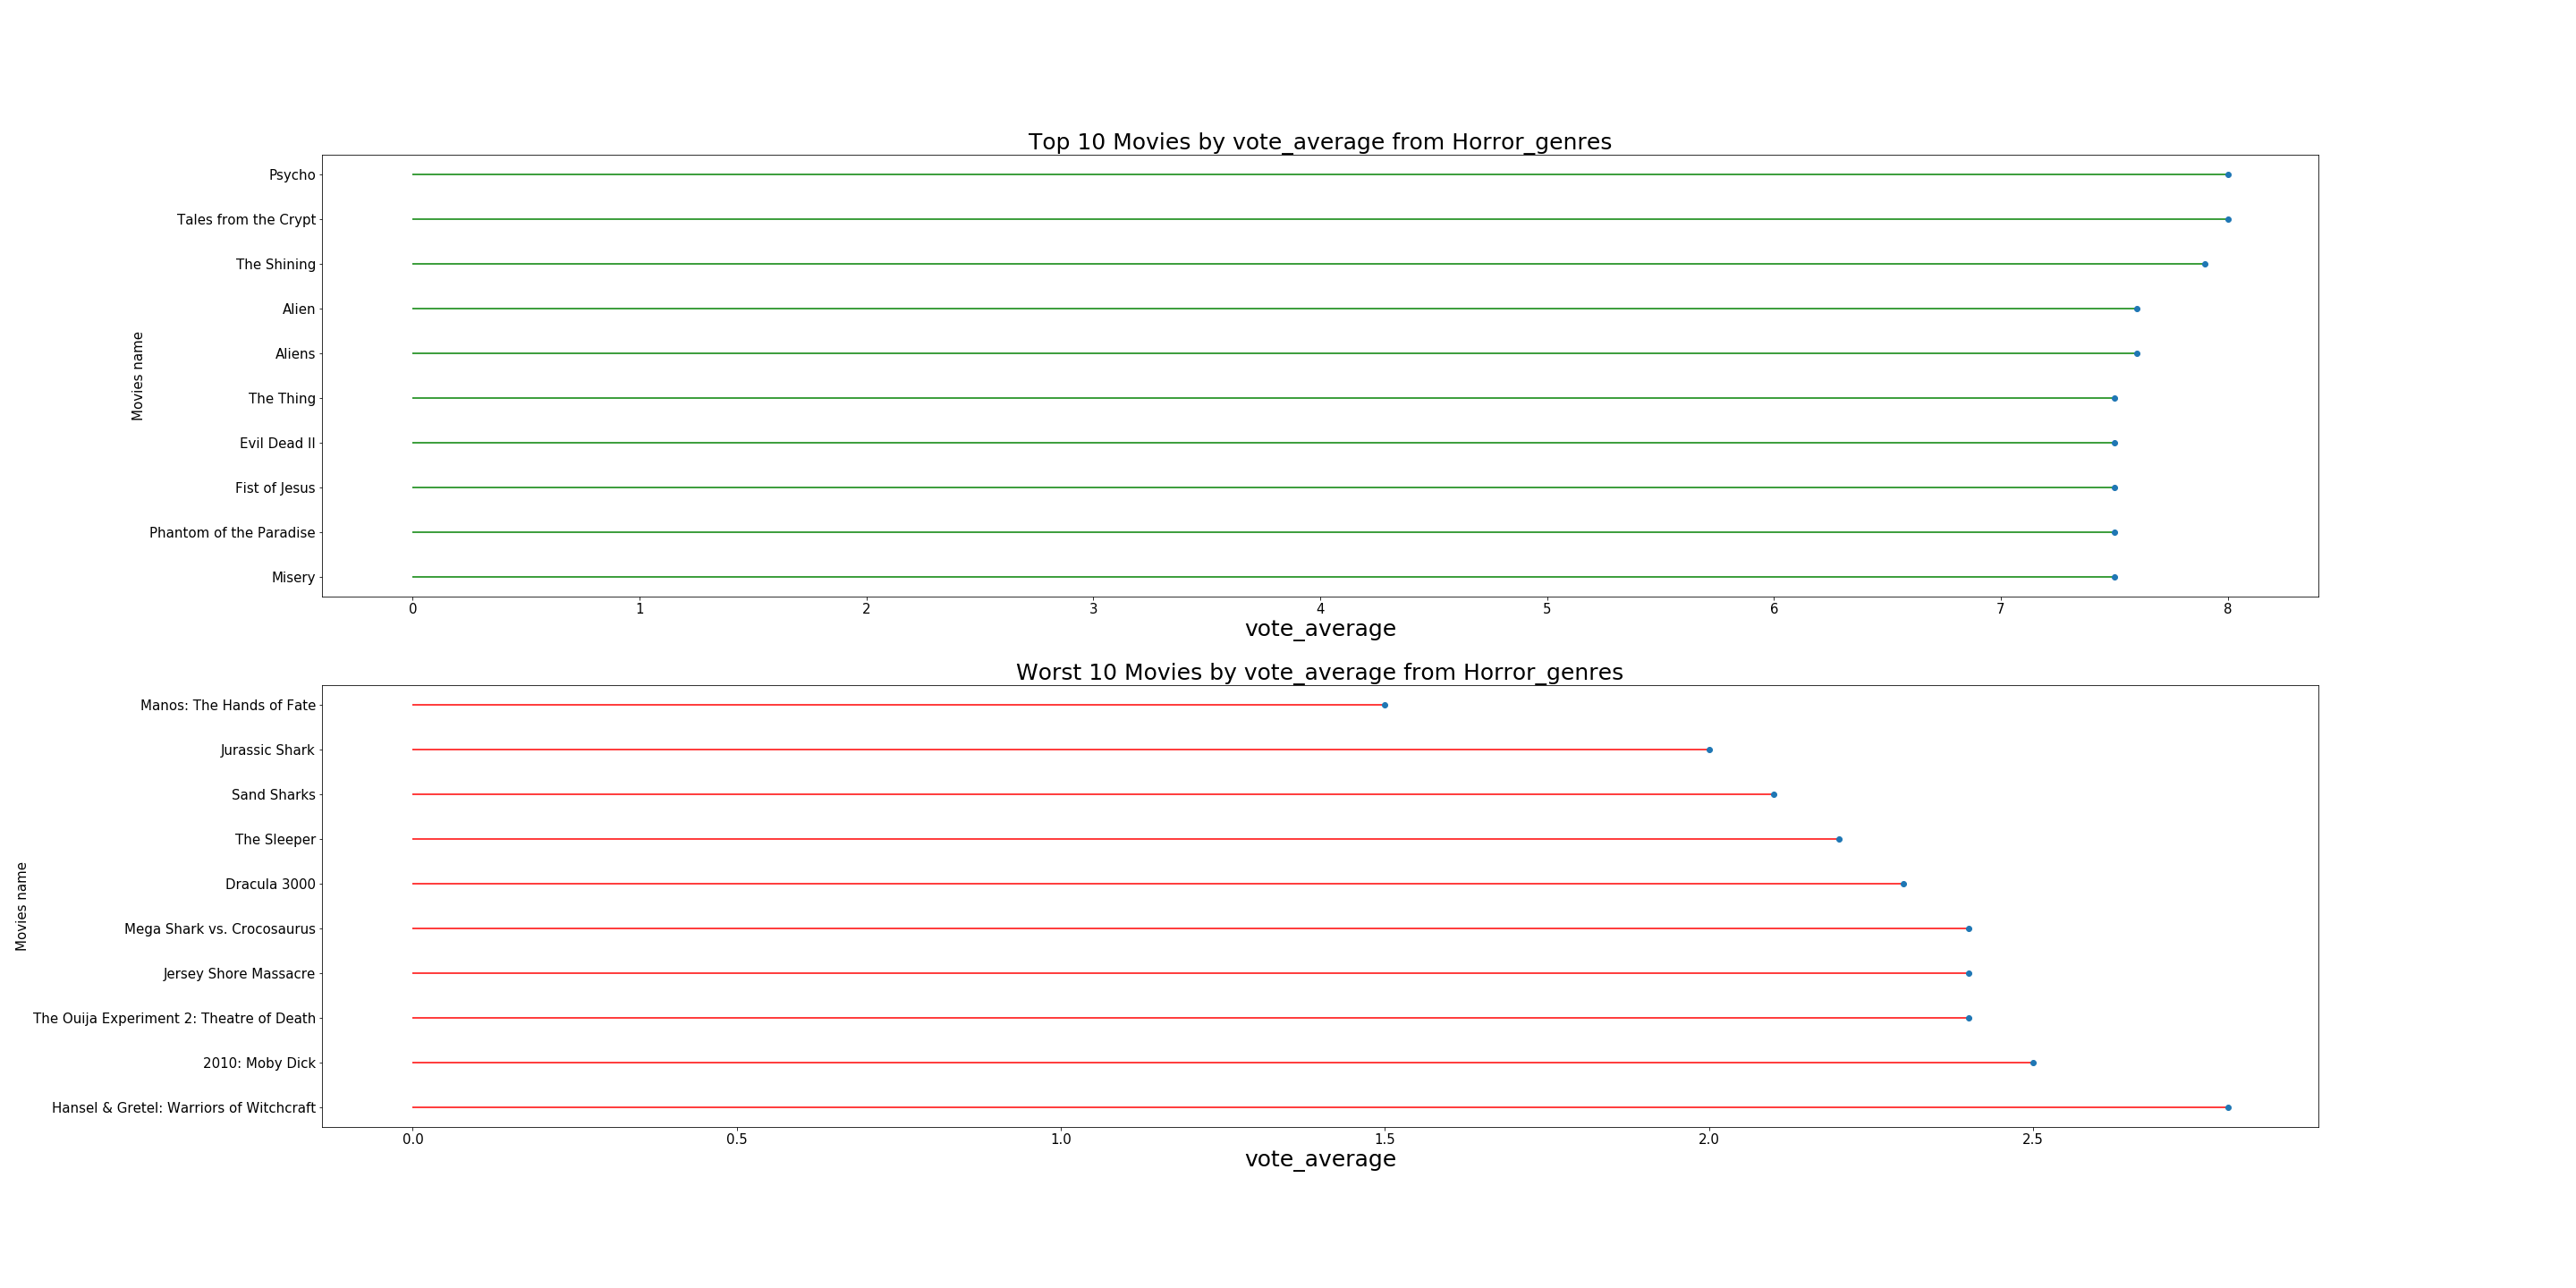 Top 10 Movies by vote_average from Horror_genres
Movies name
Psycho
Tales from the Crypt
The Shining
Alien
Aliens
The Thing
Evil Dead II
Fist of Jesus
Phantom of the Paradise
Misery
0 1 2 3 4 5 6 7 8
vote_average
Worst 10 Movies by vote_average from Horror_genres
Movies name
Manos: The Hands of Fate
Jurassic Shark
Sand Sharks
The Sleeper
Dracula 3000
Mega Shark vs. Crocosaurus
Jersey Shore Massacre
The Ouija Experiment 2: Theatre of Death
2010: Moby Dick
Hansel & Gretel: Warriors of Witchcraft
0.0 0.5 1.0 1.5 2.0 2.5
vote_average